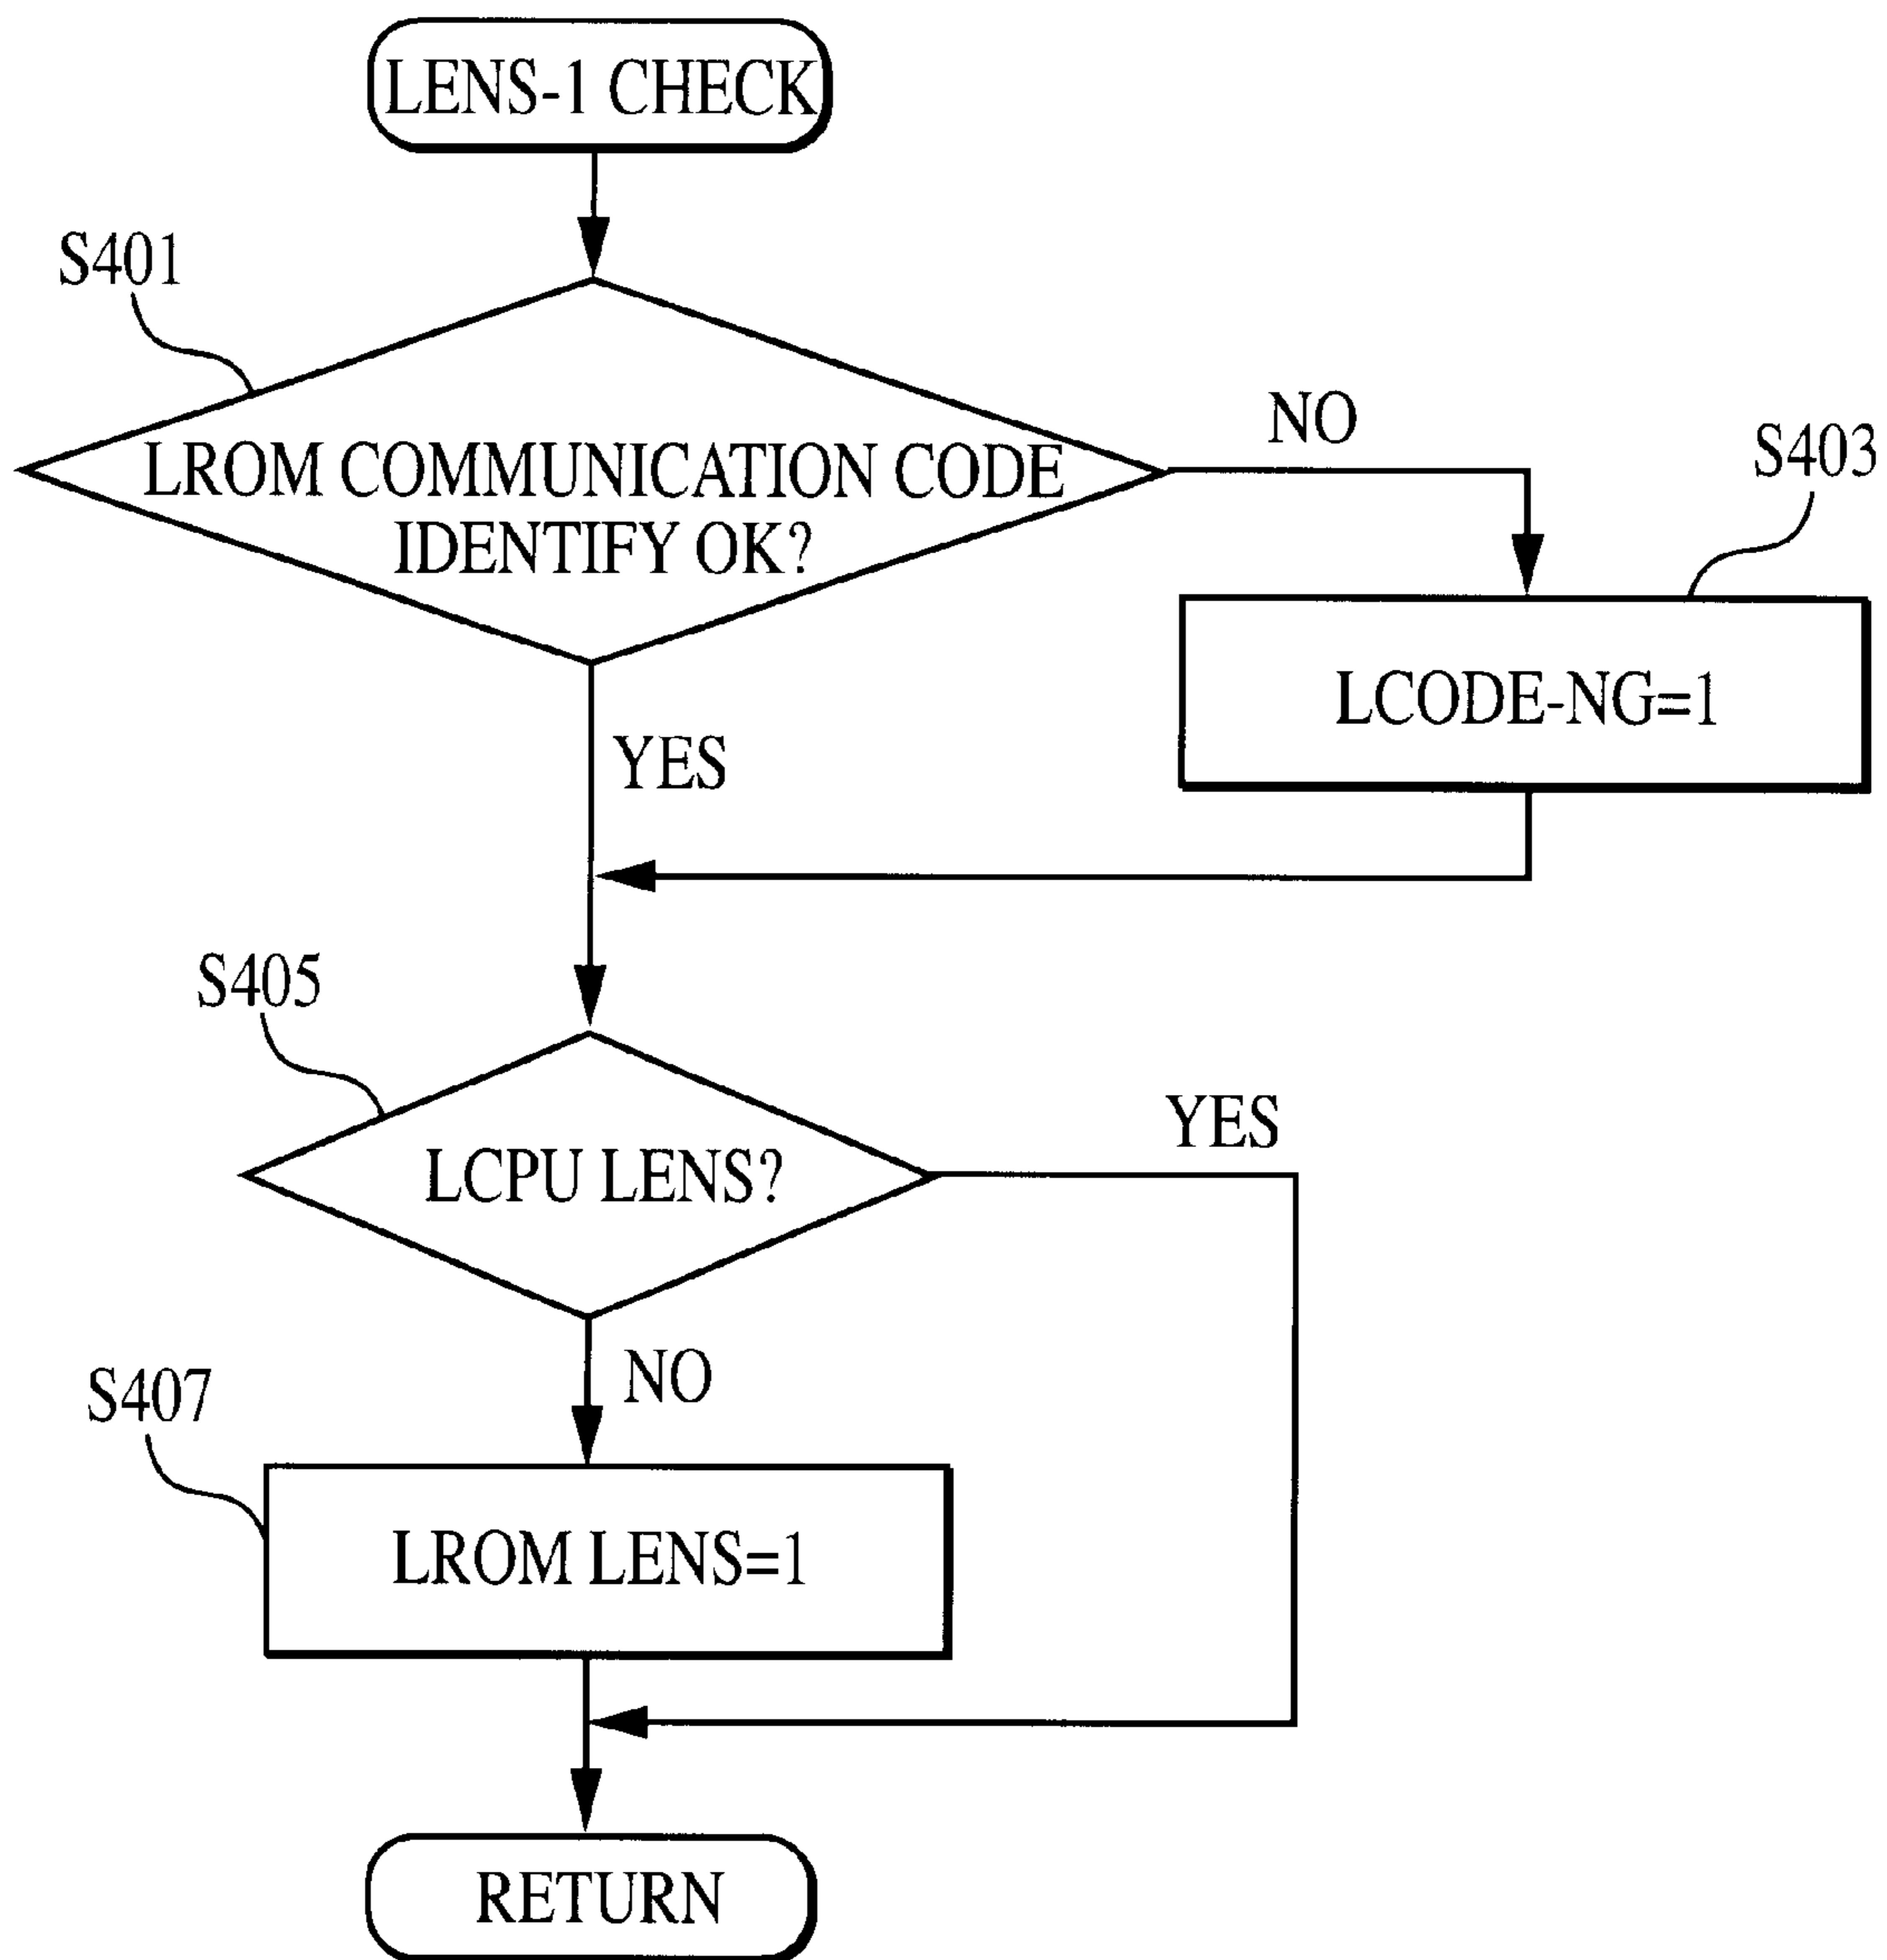 LENS-1 CHECK
S401
NO
S403
LROM COMMUNICATION CODE
IDENTIFY OK?
LCODE-NG=1
YES
S405
YES
LCPU LENS?
NO
S407
LROM LENS=1
RETURN